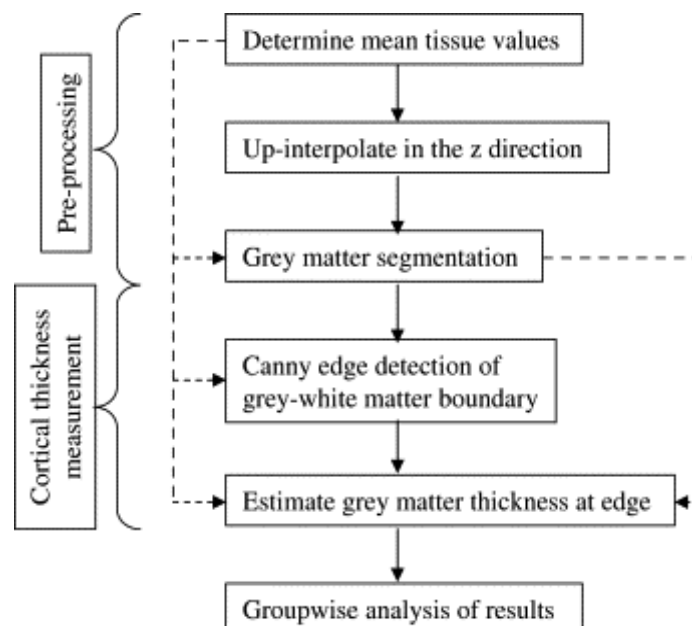 Pre-processing
Cortical thickness
measurement
Determine mean tissue values
Up-interpolate in the z direction
Grey matter segmentation
Canny edge detection of
grey-white matter boundary
Estimate grey matter thickness at edge
Groupwise analysis of results